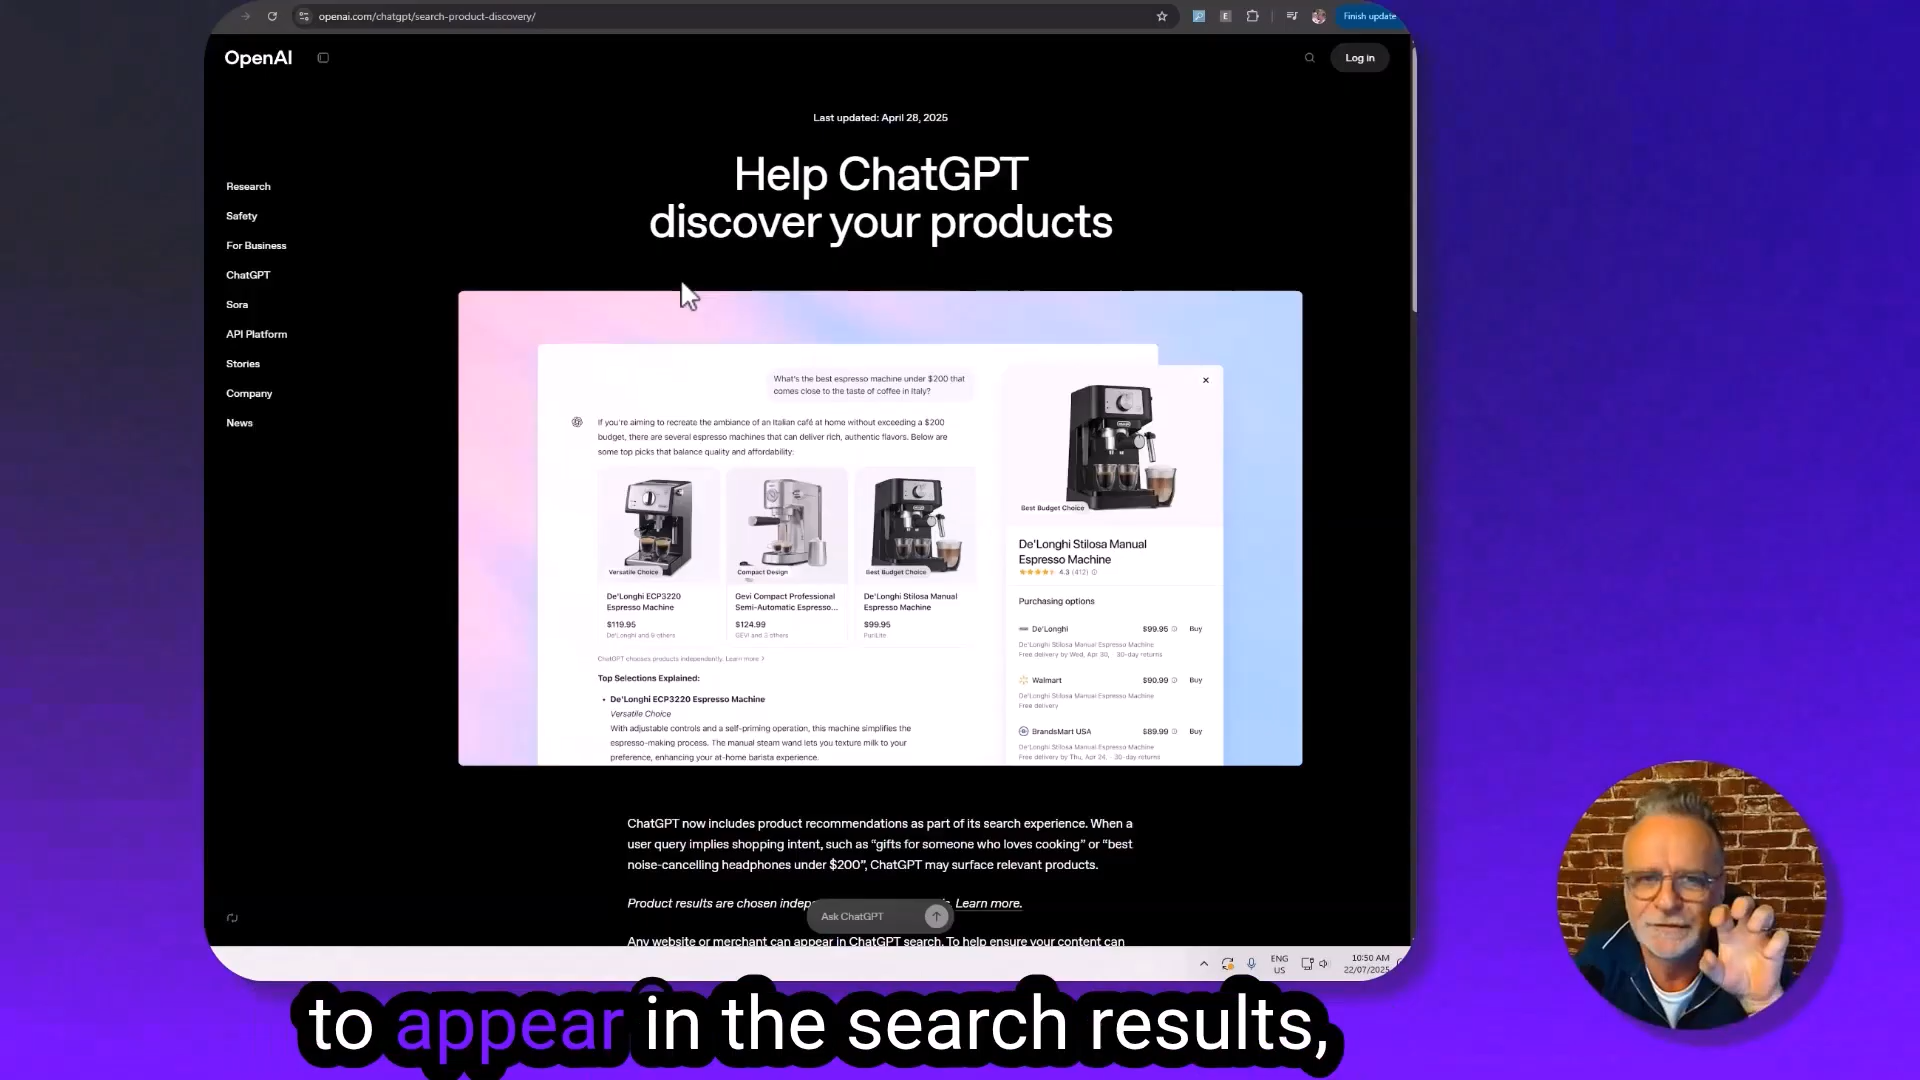 openai.com/chatgpt/search-product-discovery/
E
Finish update
OpenAI
Log in
Last updated: April 28, 2025
Help ChatGPT
discover your products
Research
Safety
For Business
ChatGPT
Sora
API Platform
Stories
Company
News
What's the best espresso machine under $200 that
comes close to the taste of coffee in Italy?
If you're aiming to recreate the ambiance of an Italian café at home without exceeding a $200
budget, there are several espresso machines that can deliver rich, authentic flavors. Below are
some top picks that balance quality and affordability:
Versatile Choice
Compact Design
Best Budget Choice
De'Longhi ECP3220
Espresso Machine
$119.95
De'Longhi and 9 others
Gevi Compact Professional
Semi-Automatic Espresso...
$124.99
GEVI and 3 others
De'Longhi Stilosa Manual
Espresso Machine
$99.95
ChatGPT chooses products independently. Learn more >
Top Selections Explained:
• De'Longhi ECP3220 Espresso Machine
Versatile Choice
With adjustable controls and a self-priming operation, this machine simplifies the
espresso-making process. The manual steam wand lets you texture milk to your
preference, enhancing your at-home barista experience.
Best Budget Choice
De'Longhi Stilosa Manual
Espresso Machine
4.3 (412)
Purchasing options
De'Longhi $99.95 Buy
De'Longhi Stilosa Manual Espresso Machine
Free delivery by Wed, Apr 30, 30-day returns
Walmart $90.99 Buy
De'Longhi Stilosa Manual Espresso Machine
Free delivery
BrandsMart USA $89.99 Buy
De'Longhi Stilosa Manual Espresso Machine
Free delivery by Thu, Apr 24, 30-day returns
ChatGPT now includes product recommendations as part of its search experience. When a
user query implies shopping intent, such as “gifts for someone who loves cooking” or “best
noise-cancelling headphones under $200”, ChatGPT may surface relevant products.
Product results are chosen indep Learn more.
Ask ChatGPT
Any website or merchant can appear in ChatGPT search. To help ensure your content can
ENG
US
10:50 AM
22/07/2025
to appear in the search results,